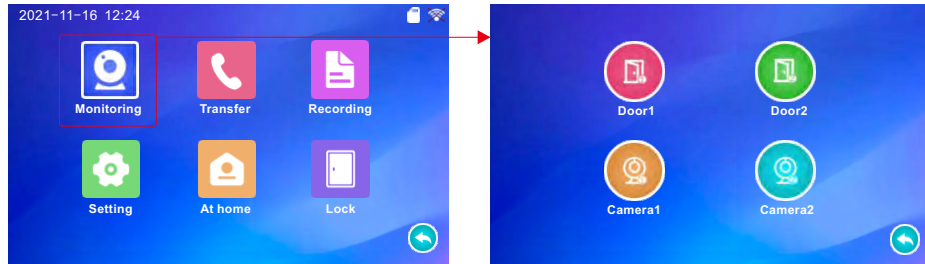 2021-11-16 12:24
Monitoring
Transfer
Recording
Setting
At home
Lock
Door1
Door2
Camera1
Camera2